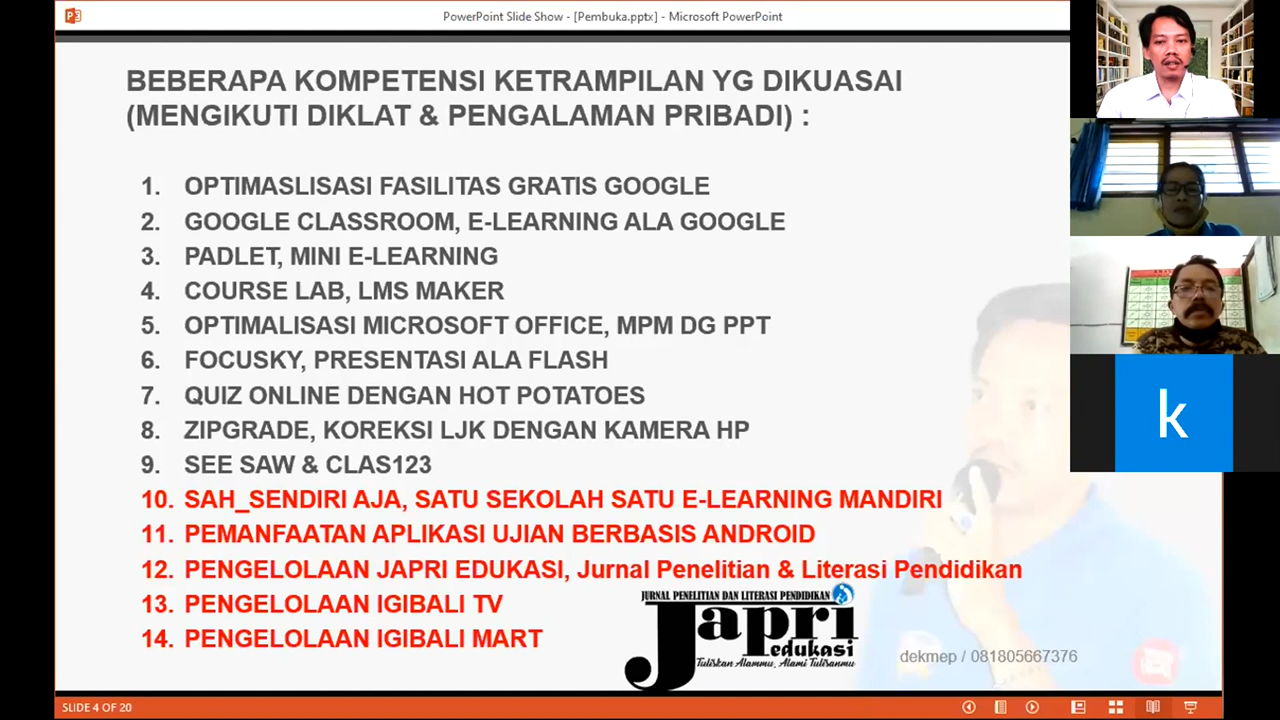 PowerPoint Slide Show - [Pembuka.pptx] - Microsoft PowerPoint
BEBERAPA KOMPETENSI KETRAMPILAN YG DIKUASAI
(MENGIKUTI DIKLAT & PENGALAMAN PRIBADI) :
1. OPTIMASLISASI FASILITAS GRATIS GOOGLE
2. GOOGLE CLASSROOM, E-LEARNING ALA GOOGLE
3. PADLET, MINI E-LEARNING
4. COURSE LAB, LMS MAKER
5. OPTIMALISASI MICROSOFT OFFICE, MPM DG PPT
6. FOCUSKY, PRESENTASI ALA FLASH
7. QUIZ ONLINE DENGAN HOT POTATOES
8. ZIPGRADE, KOREKSI LJK DENGAN KAMERA HP
9. SEE SAW & CLAS123
10. SAH_SENDIRI AJA, SATU SEKOLAH SATU E-LEARNING MANDIRI
11. PEMANFAATAN APLIKASI UJIAN BERBASIS ANDROID
12. PENGELOLAAN JAPRI EDUKASI, Jurnal Penelitian & Literasi Pendidikan
13. PENGELOLAAN IGIBALI TV
14. PENGELOLAAN IGIBALI MART
JURNAL PENELITIAN DAN LITERASI PENDIDIKAN
Japri
edukasi
Tuliskan Alammu, Alami Tulisanmu
dekmep / 081805667376
k
SLIDE 4 OF 20